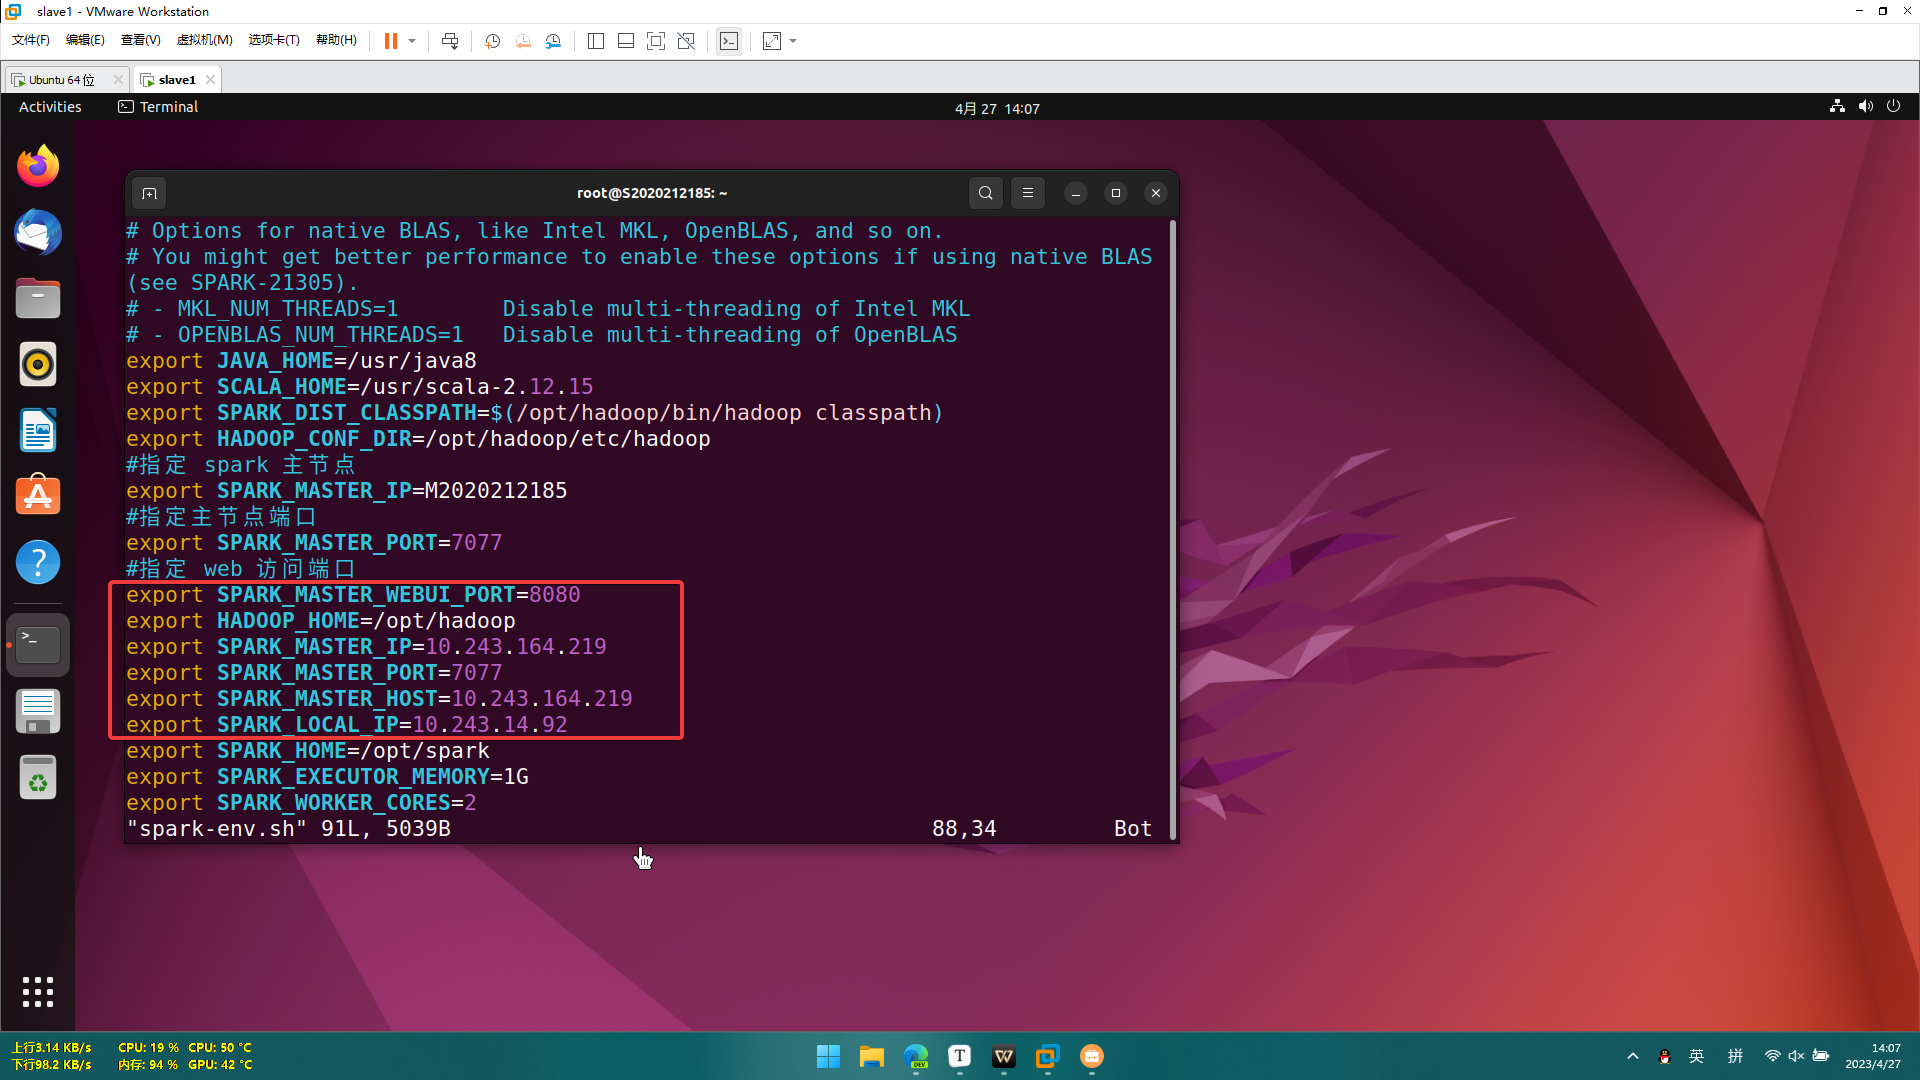 slave1 - VMware Workstation
文件(F) 编辑(E) 查看(V) 虚拟机(M) 选项卡(T) 帮助(H)
Ubuntu 64 位
slave1
Activities
Terminal
4月 27 14:07
root@S2020212185: ~
# Options for native BLAS, like Intel MKL, OpenBLAS, and so on.
# You might get better performance to enable these options if using native BLAS
(see SPARK-21305).
# - MKL_NUM_THREADS=1        Disable multi-threading of Intel MKL
# - OPENBLAS_NUM_THREADS=1   Disable multi-threading of OpenBLAS
export JAVA_HOME=/usr/java8
export SCALA_HOME=/usr/scala-2.12.15
export SPARK_DIST_CLASSPATH=$(/opt/hadoop/bin/hadoop classpath)
export HADOOP_CONF_DIR=/opt/hadoop/etc/hadoop
#指定 spark 主节点
export SPARK_MASTER_IP=M2020212185
#指定主节点端口
export SPARK_MASTER_PORT=7077
#指定 web 访问端口
export SPARK_MASTER_WEBUI_PORT=8080
export HADOOP_HOME=/opt/hadoop
export SPARK_MASTER_IP=10.243.164.219
export SPARK_MASTER_PORT=7077
export SPARK_MASTER_HOST=10.243.164.219
export SPARK_LOCAL_IP=10.243.14.92
export SPARK_HOME=/opt/spark
export SPARK_EXECUTOR_MEMORY=1G
export SPARK_WORKER_CORES=2
"spark-env.sh" 91L, 5039B 88,34 Bot
上行3.14 KB/s CPU: 19 % CPU: 50 °C
下行98.2 KB/s 内存: 94 % GPU: 42 °C
DEV
T
W
英
拼
14:07
2023/4/27